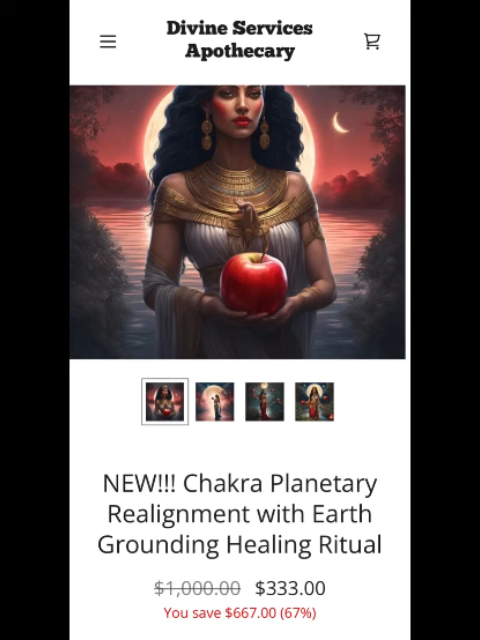 Divine Services
Apothecary
NEW!!! Chakra Planetary
Realignment with Earth
Grounding Healing Ritual
$1,000.00 $333.00
You save $667.00 (67%)